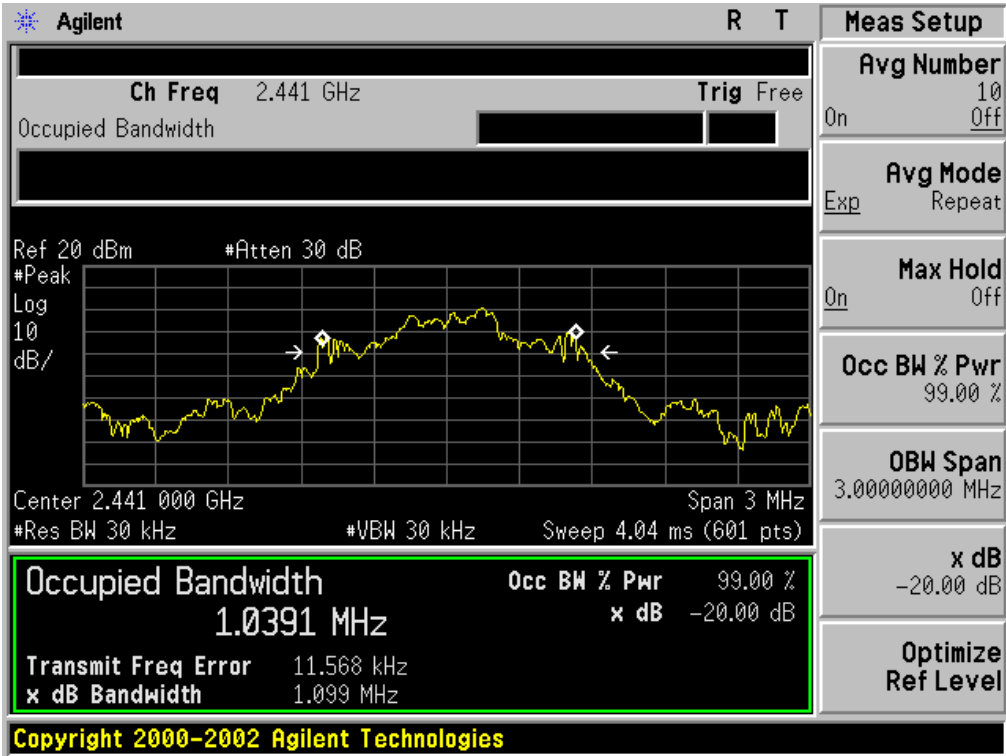 Agilent R T
Ch Freq 2.441 GHz Trig Free
Occupied Bandwidth
Ref 20 dBm #Atten 30 dB
#Peak
Log
10
dB/
Center 2.441 000 GHz Span 3 MHz
#Res BW 30 kHz #VBW 30 kHz Sweep 4.04 ms (601 pts)
Occupied Bandwidth Occ BW % Pwr 99.00 %
1.0391 MHz x dB -20.00 dB
Transmit Freq Error 11.568 kHz
x dB Bandwidth 1.099 MHz
Copyright 2000-2002 Agilent Technologies
Meas Setup
Avg Number
10
On Off
Avg Mode
Exp Repeat
Max Hold
On Off
Occ BW % Pwr
99.00 %
OBW Span
3.00000000 MHz
x dB
-20.00 dB
Optimize
Ref Level